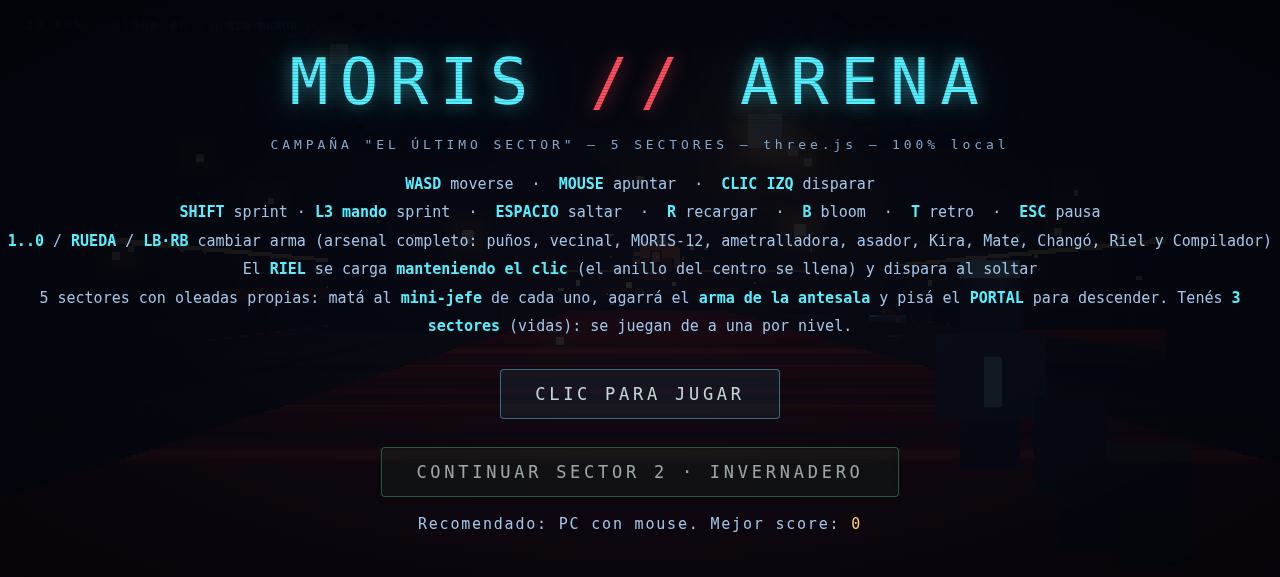 MORIS // ARENA
CAMPAÑA "EL ÚLTIMO SECTOR" — 5 SECTORES — three.js — 100% local
WASD moverse · MOUSE apuntar · CLIC IZQ disparar
SHIFT sprint · L3 mando sprint · ESPACIO saltar · R recargar · B bloom · T retro · ESC pausa
1..0 / RUEDA / LB·RB cambiar arma (arsenal completo: puños, vecinal, MORIS-12, ametralladora, asador, Kira, Mate, Changó, Riel y Compilador)
El RIEL se carga manteniendo el clic (el anillo del centro se llena) y dispara al soltar
5 sectores con oleadas propias: matá al mini-jefe de cada uno, agarrá el arma de la antesala y pisá el PORTAL para descender. Tenés 3
sectores (vidas): se juegan de a una por nivel.
CLIC PARA JUGAR
CONTINUAR SECTOR 2 · INVERNADERO
Recomendado: PC con mouse. Mejor score: 0